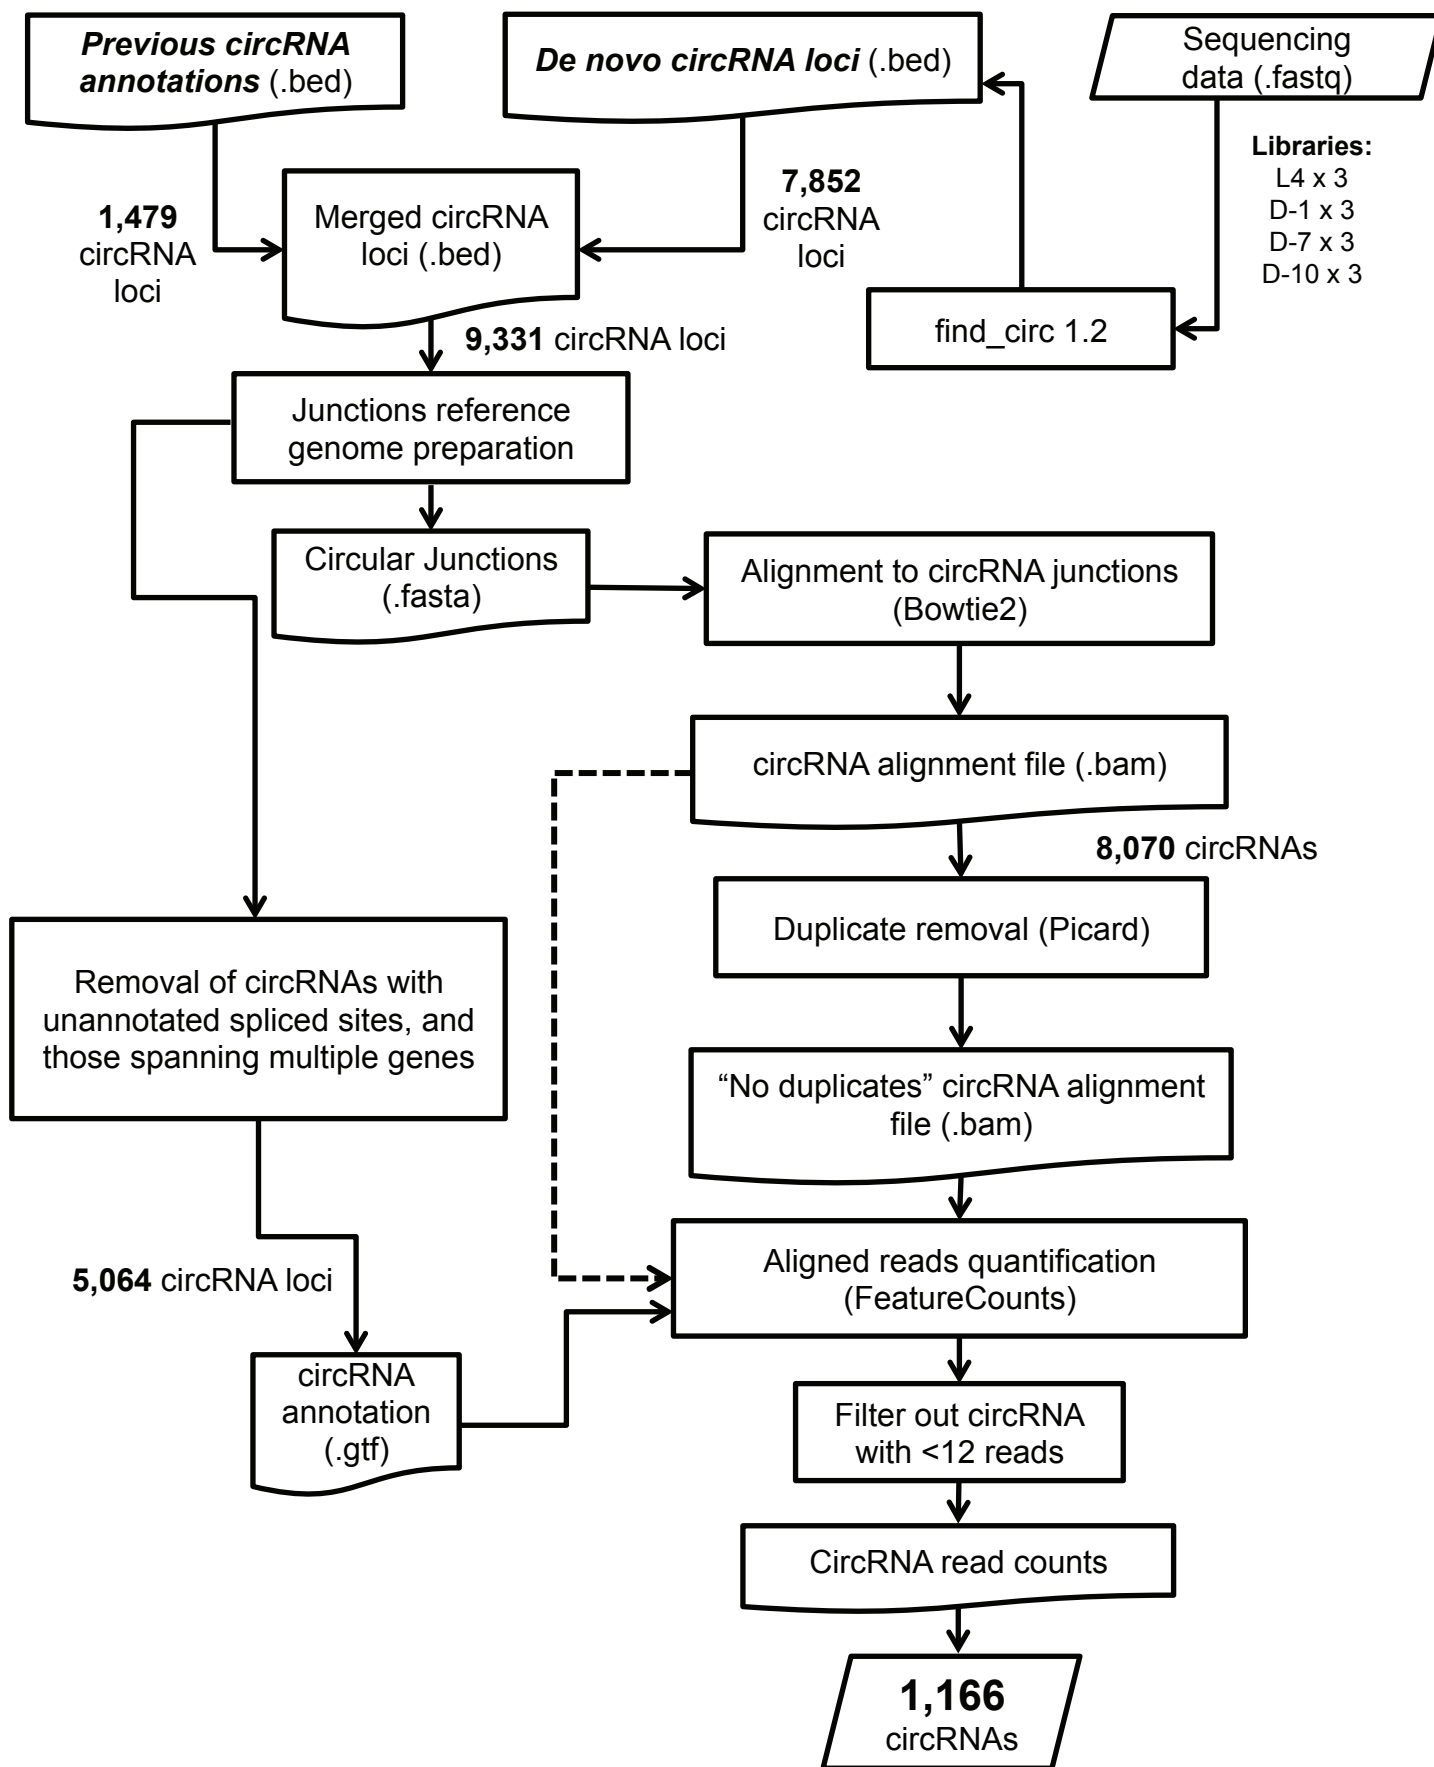 Previous circRNA
annotations (.bed)
De novo circRNA loci (.bed)
Sequencing
data (.fastq)
Libraries:
L4 x 3
D-1 x 3
D-7 x 3
D-10 x 3
1,479
circRNA
loci
Merged circRNA
loci (.bed)
7,852
circRNA
loci
find_circ 1.2
9,331 circRNA loci
Junctions reference
genome preparation
Circular Junctions
(.fasta)
Alignment to circRNA junctions
(Bowtie2)
circRNA alignment file (.bam)
8,070 circRNAs
Duplicate removal (Picard)
Removal of circRNAs with
unannotated spliced sites, and
those spanning multiple genes
“No duplicates” circRNA alignment
file (.bam)
5,064 circRNA loci
Aligned reads quantification
(FeatureCounts)
circRNA
annotation
(.gtf)
Filter out circRNA
with <12 reads
CircRNA read counts
1,166
circRNAs